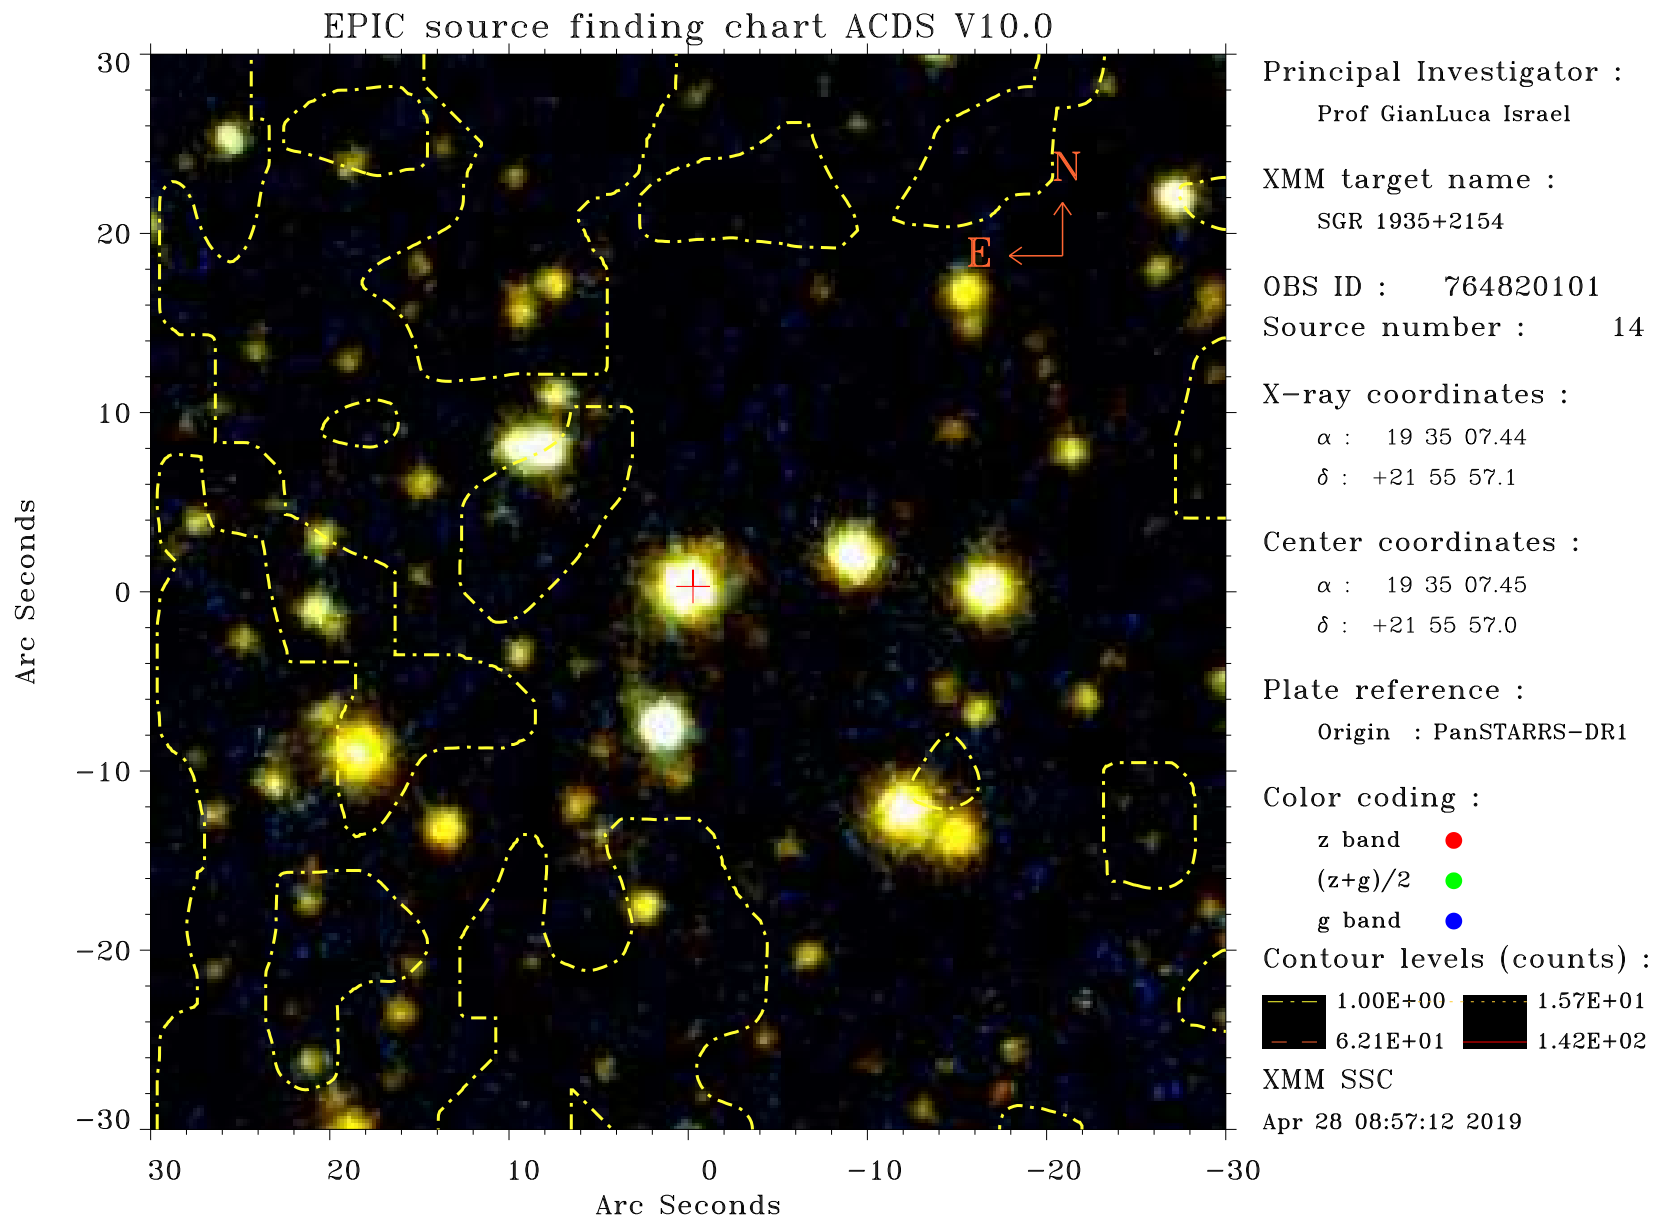 EPIC source finding chart ACDS V10.0
30
20
10
0
−10
−20
−30
Arc Seconds
30
20
10
0
−10
−20
−30
Arc Seconds
N
E
Principal Investigator :
Prof GianLuca Israel
XMM target name :
SGR 1935+2154
OBS ID : 764820101
Source number : 14
X−ray coordinates :
α : 19 35 07.44
δ : +21 55 57.1
Center coordinates :
α : 19 35 07.45
δ : +21 55 57.0
Plate reference :
Origin : PanSTARRS−DR1
Color coding :
z band
(z+g)/2
g band
Contour levels (counts) :
1.00E+00 1.57E+01
6.21E+01 1.42E+02
XMM SSC
Apr 28 08:57:12 2019